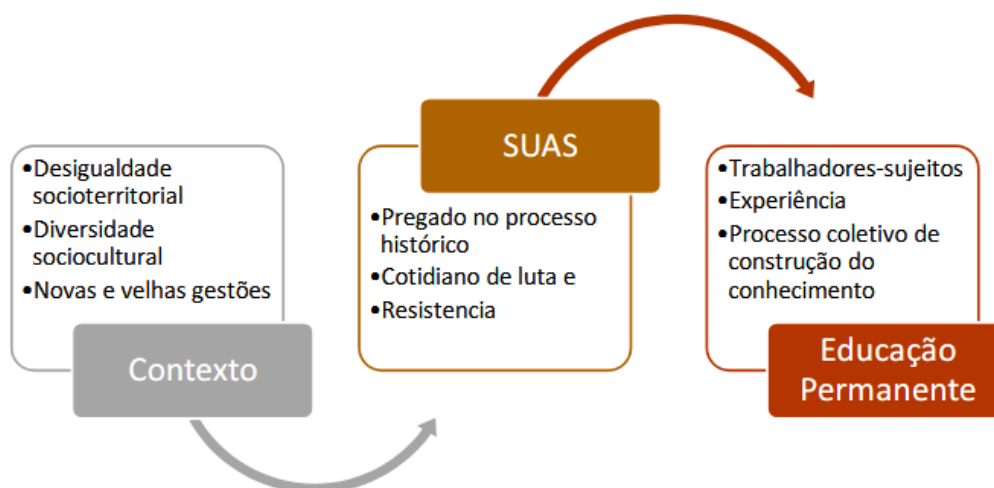 •Desigualdade
socioterritorial
•Diversidade
sociocultural
•Novas e velhas gestões
Contexto
SUAS
•Pregado no processo
histórico
•Cotidiano de luta e
•Resistencia
•Trabalhadores-sujeitos
•Experiência
•Processo coletivo de
construção do
conhecimento
Educação
Permanente